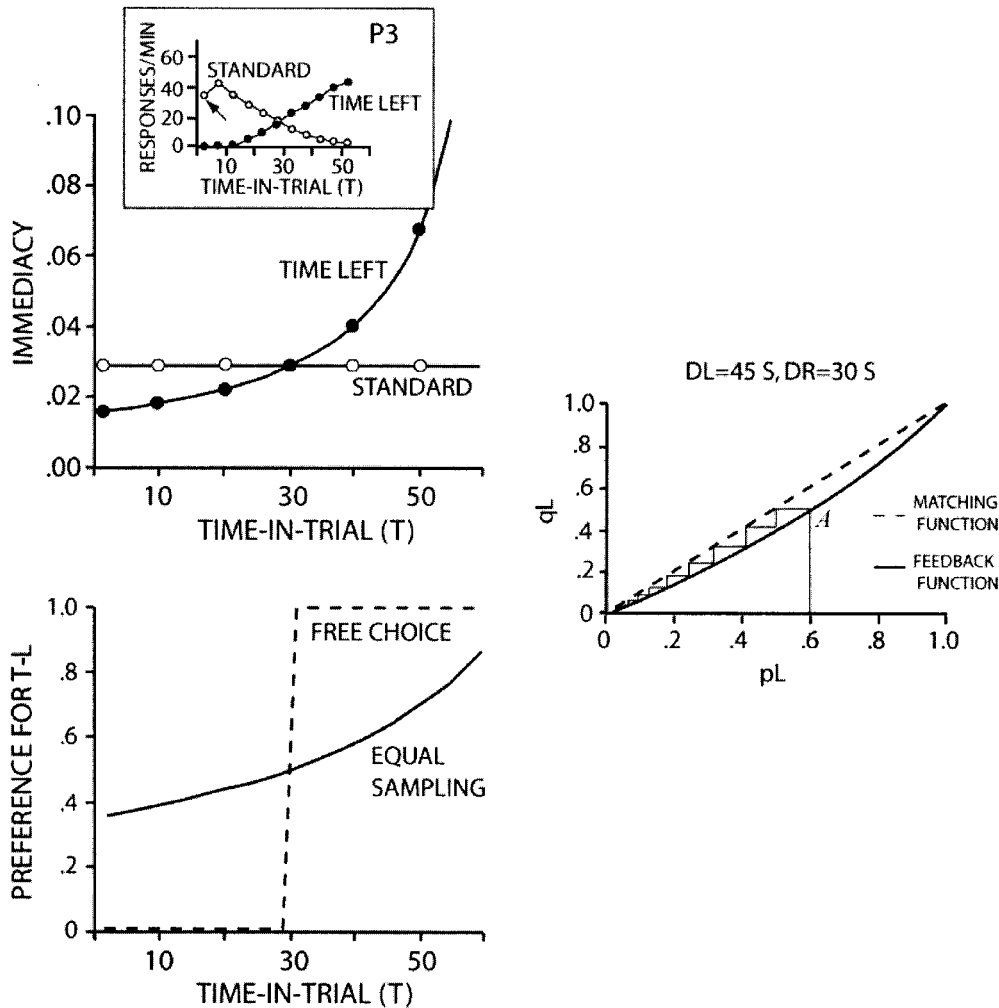 P3
RESPONSES/MIN
60
40
20
0
STANDARD
TIME LEFT
10 30 50
TIME-IN-TRIAL (T)
IMMEDIACY
.10
.08
.06
.04
.02
.00
TIME LEFT
STANDARD
10 30 50
TIME-IN-TRIAL (T)
DL=45 S, DR=30 S
qL
1.0
.8
.6
.4
.2
0
A
0 .2 .4 .6 .8 1.0
pL
MATCHING
FUNCTION
FEEDBACK
FUNCTION
PREFERENCE FOR T-L
1.0
.8
.6
.4
.2
0
FREE CHOICE
EQUAL
SAMPLING
10 30 50
TIME-IN-TRIAL (T)